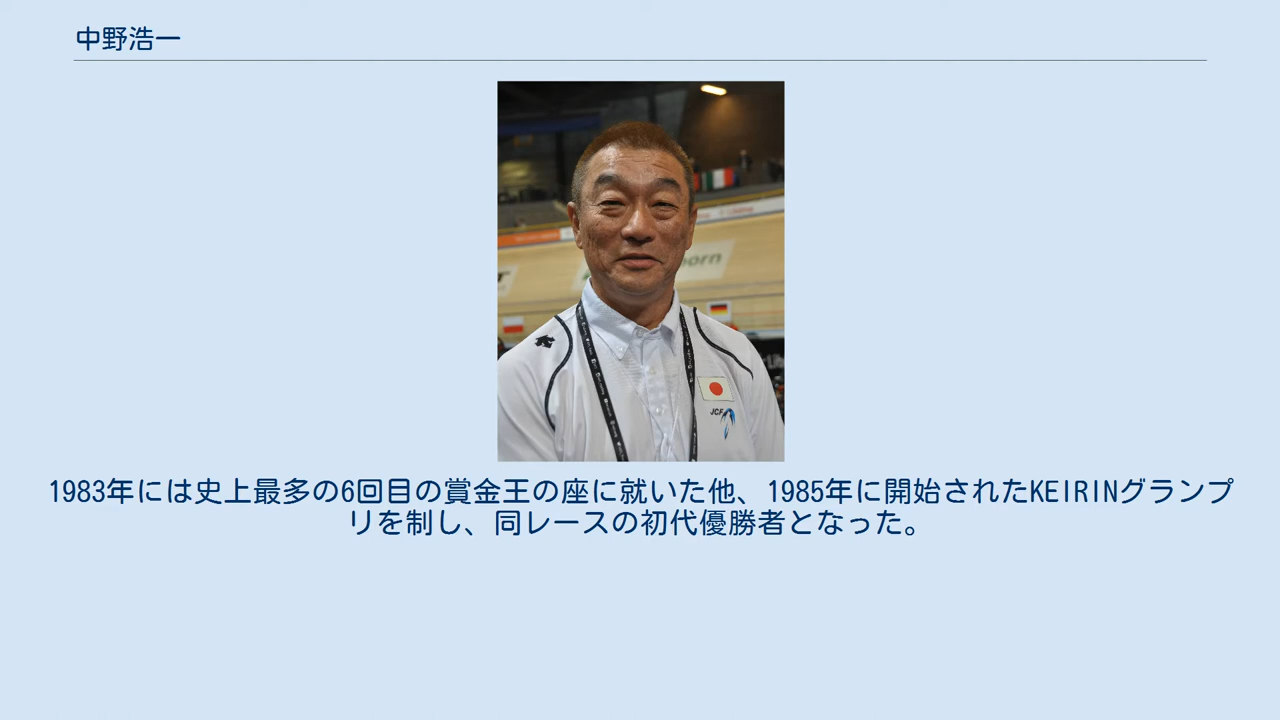 中野浩一
orn
JCF
1983年には史上最多の6回目の賞金王の座に就いた他、1985年に開始されたKEIRINグランプ
リを制し、同レースの初代優勝者となった。